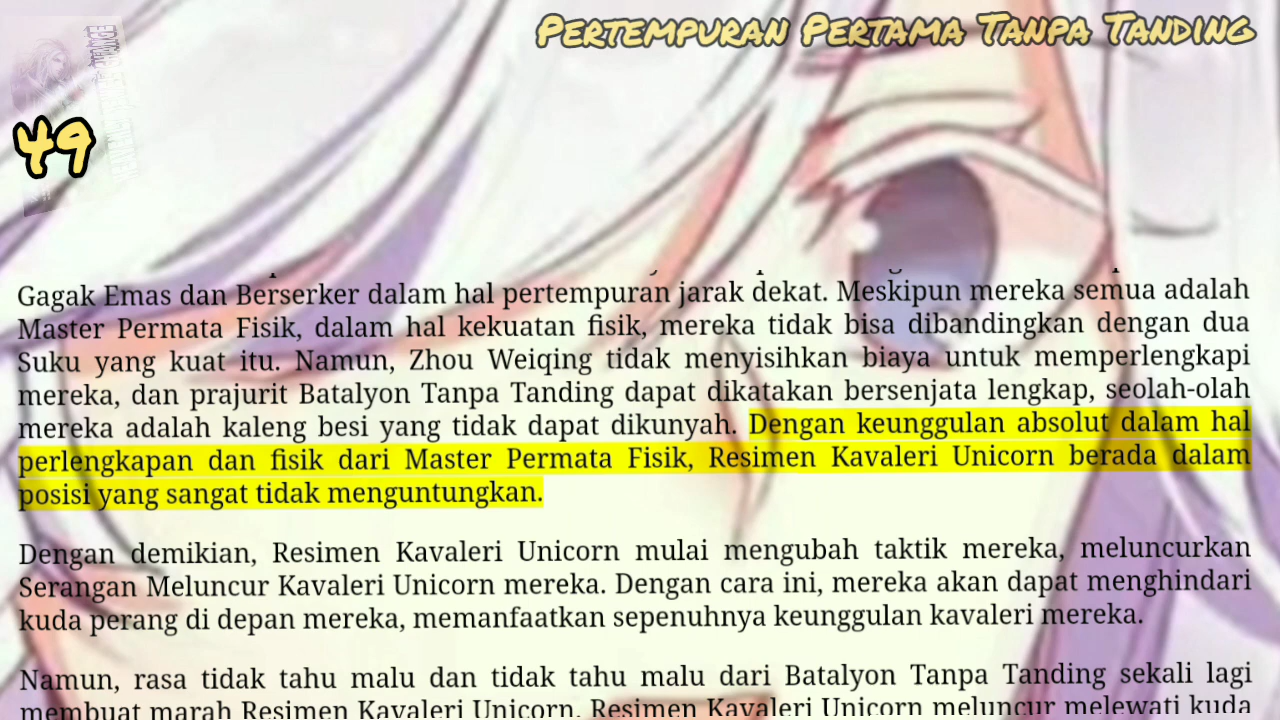 Pertempuran Pertama Tanpa Tanding
49
Gagak Emas dan Berserker dalam hal pertempuran jarak dekat. Meskipun mereka semua adalah
Master Permata Fisik, dalam hal kekuatan fisik, mereka tidak bisa dibandingkan dengan dua
Suku yang kuat itu. Namun, Zhou Weiqing tidak menyisihkan biaya untuk memperlengkapi
mereka, dan prajurit Batalyon Tanpa Tanding dapat dikatakan bersenjata lengkap, seolah-olah
mereka adalah kaleng besi yang tidak dapat dikunyah. Dengan keunggulan absolut dalam hal
perlengkapan dan fisik dari Master Permata Fisik, Resimen Kavaleri Unicorn berada dalam
posisi yang sangat tidak menguntungkan.
Dengan demikian, Resimen Kavaleri Unicorn mulai mengubah taktik mereka, meluncurkan
Serangan Meluncur Kavaleri Unicorn mereka. Dengan cara ini, mereka akan dapat menghindari
kuda perang di depan mereka, memanfaatkan sepenuhnya keunggulan kavaleri mereka.
Namun, rasa tidak tahu malu dan tidak tahu malu dari Batalyon Tanpa Tanding sekali lagi
membuat marah Resimen Kavaleri Unicorn. Resimen Kavaleri Unicorn meluncur melewati kuda